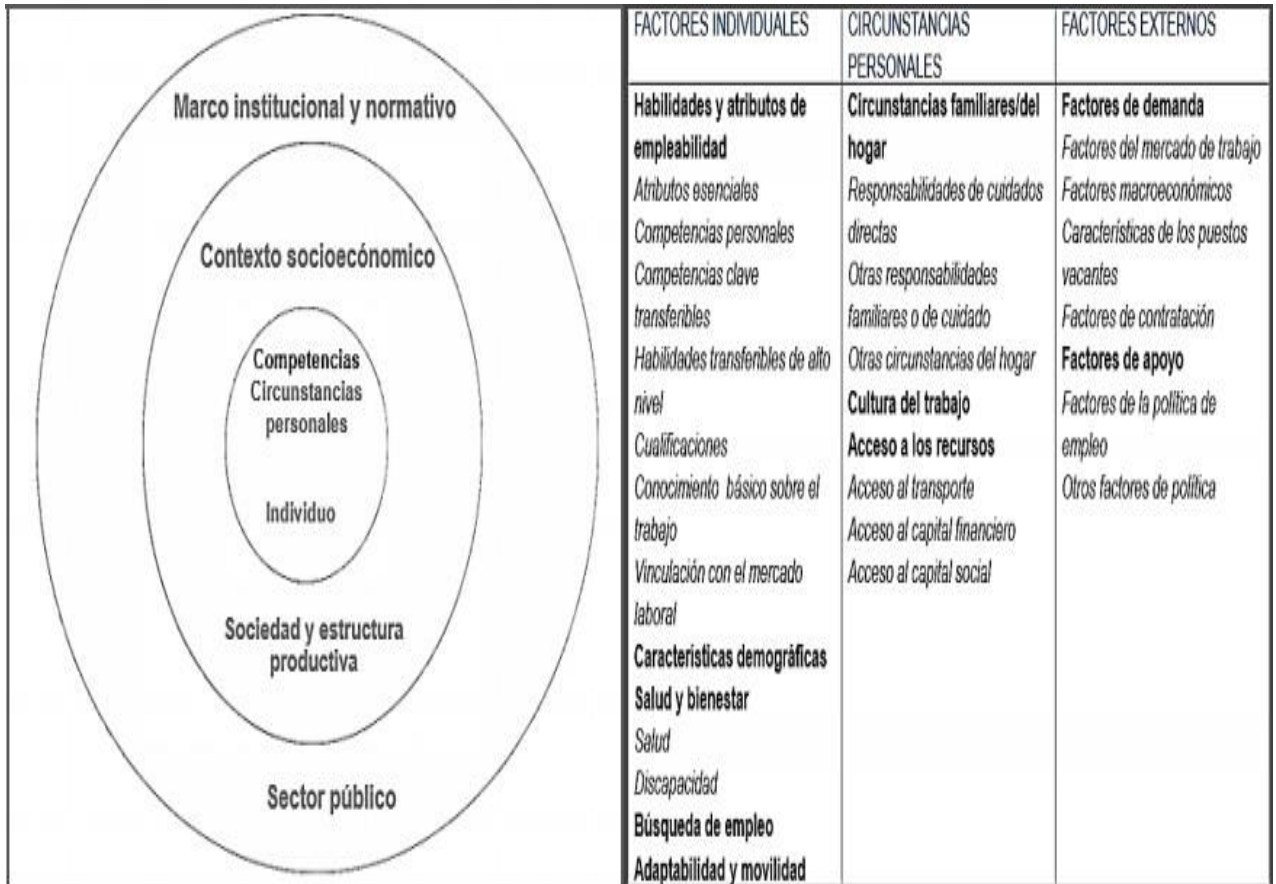 Marco institucional y normativo
Contexto socioecónomico
Competencias
Circunstancias
personales
Individuo
Sociedad y estructura
productiva
Sector público
FACTORES INDIVIDUALES
Habilidades y atributos de
empleabilidad
Atributos esenciales
Competencias personales
Competencias clave
transferibles
Habilidades transferibles de alto
nivel
Cualificaciones
Conocimiento básico sobre el
trabajo
Vinculación con el mercado
laboral
Características demográficas
Salud y bienestar
Salud
Discapacidad
Búsqueda de empleo
Adaptabilidad y movilidad
CIRCUNSTANCIAS
PERSONALES
Circunstancias familiares/del
hogar
Responsabilidades de cuidados
directas
Otras responsabilidades
familiares o de cuidado
Otras circunstancias del hogar
Cultura del trabajo
Acceso a los recursos
Acceso al transporte
Acceso al capital financiero
Acceso al capital social
FACTORES EXTERNOS
Factores de demanda
Factores del mercado de trabajo
Factores macroeconómicos
Características de los puestos
vacantes
Factores de contratación
Factores de apoyo
Factores de la política de
empleo
Otros factores de política